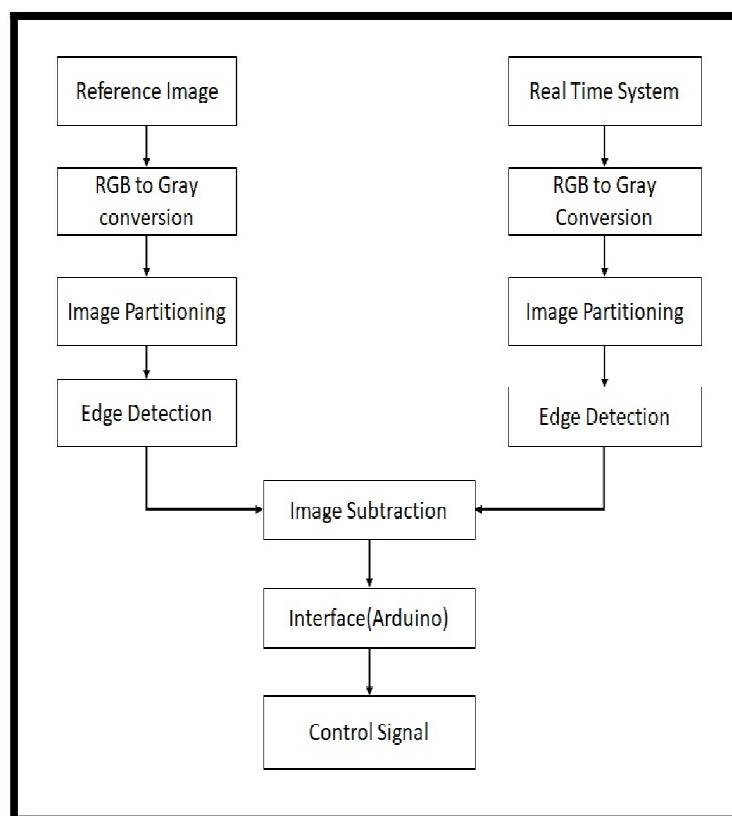 Reference Image
RGB to Gray
conversion
Image Partitioning
Edge Detection
Real Time System
RGB to Gray
Conversion
Image Partitioning
Edge Detection
Image Subtraction
Interface(Arduino)
Control Signal